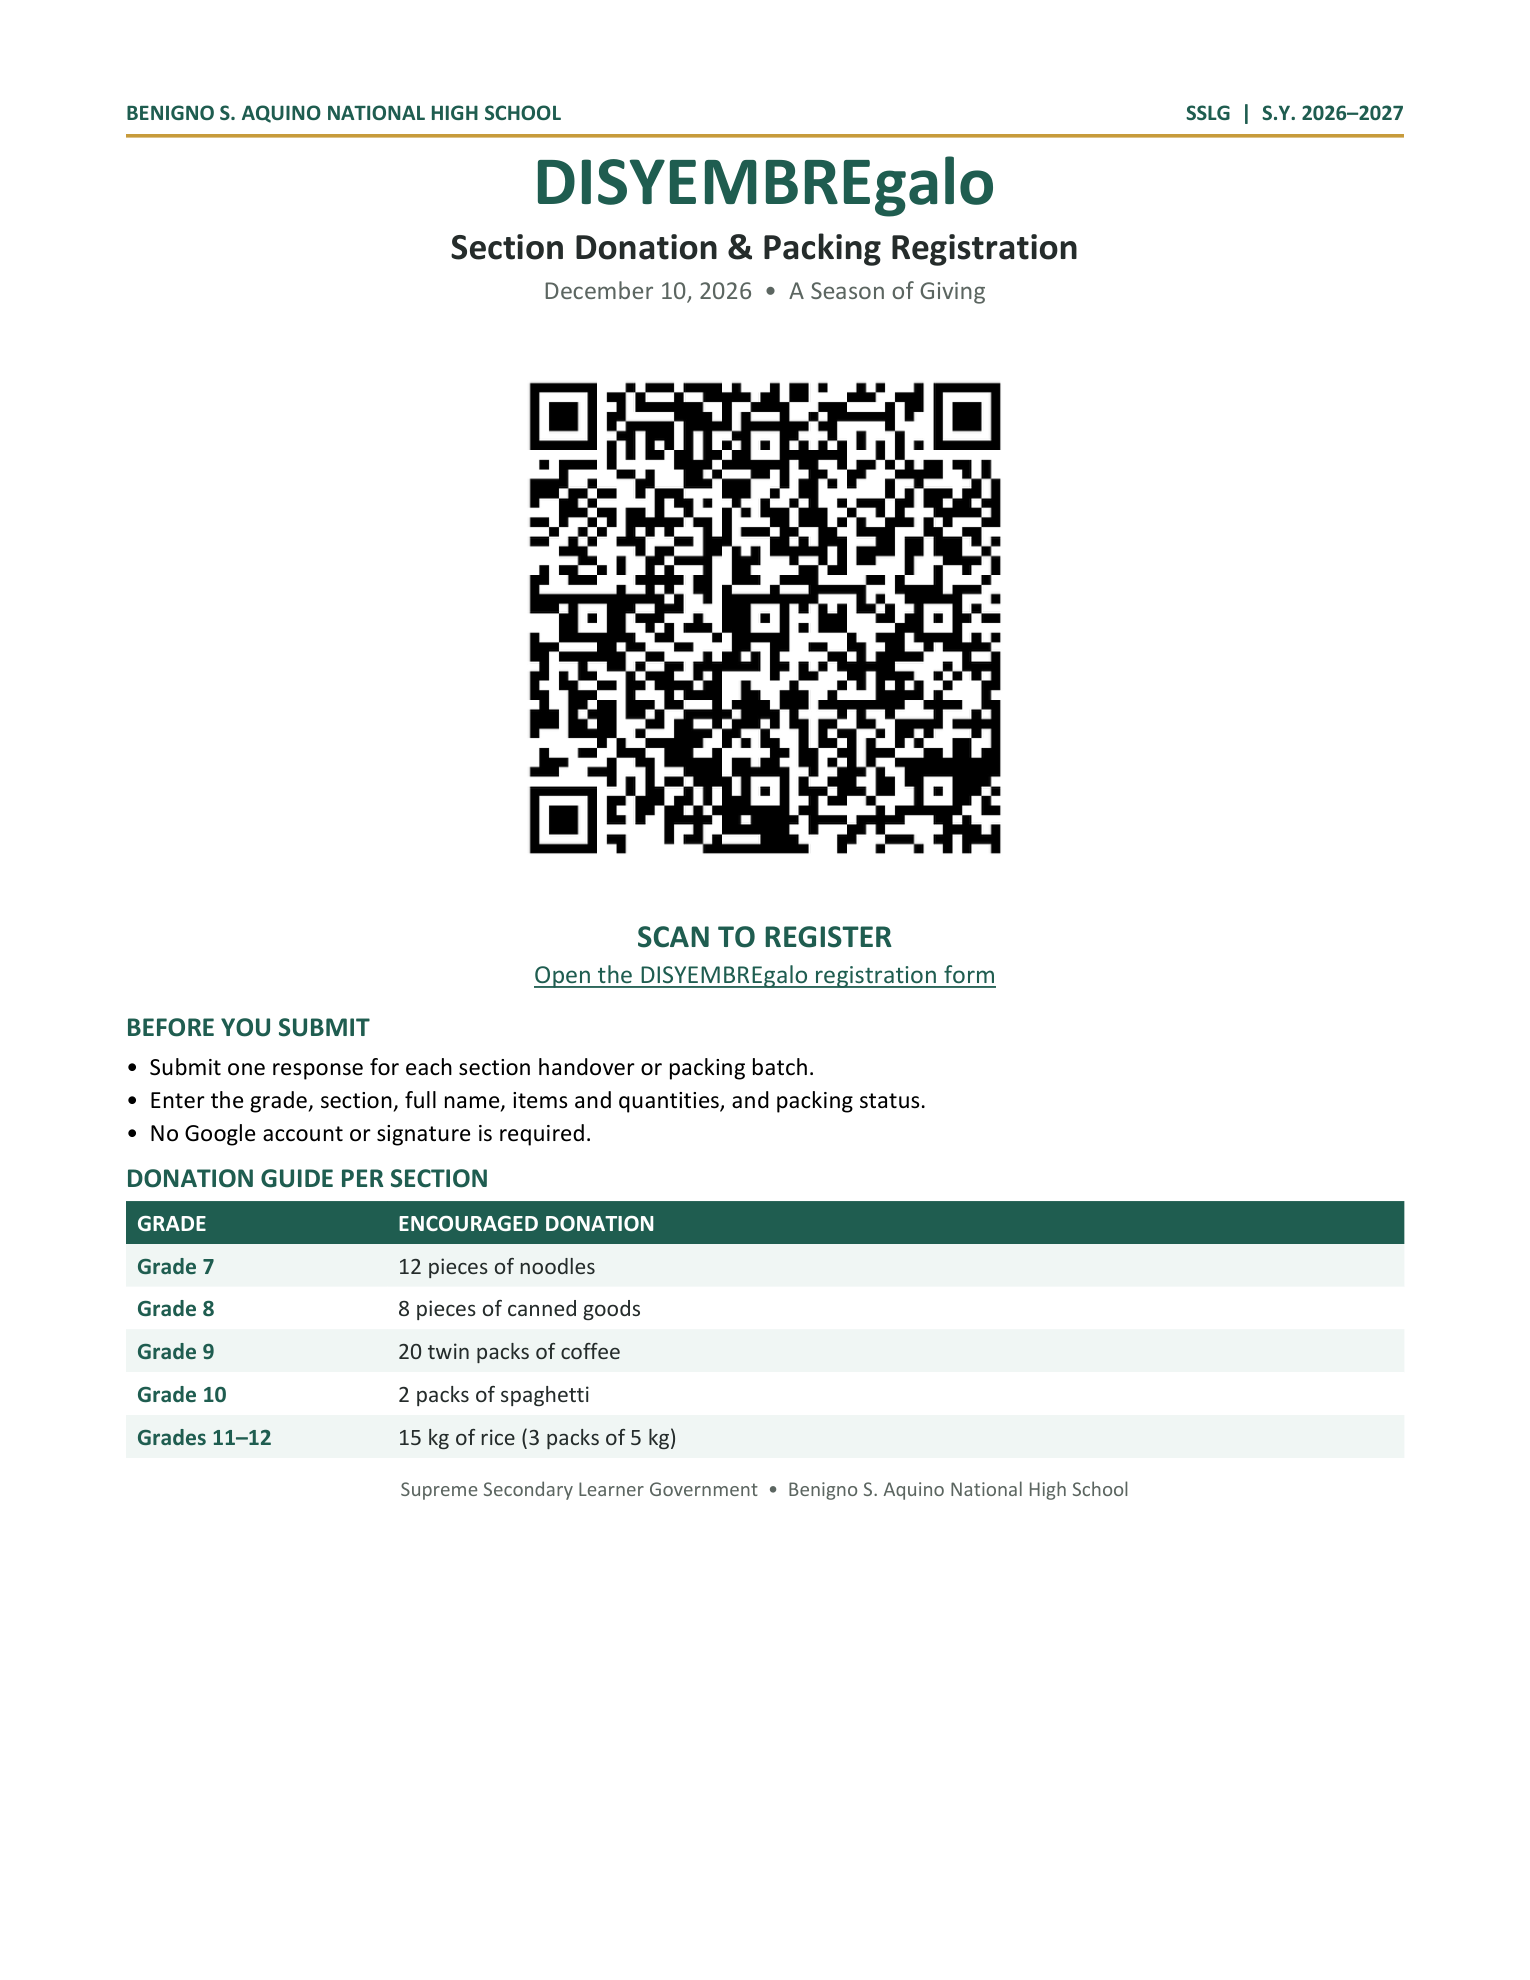 BENIGNO S. AQUINO NATIONAL HIGH SCHOOL SSLG | S.Y. 2026–2027
DISYEMBREgalo
Section Donation & Packing Registration
December 10, 2026 • A Season of Giving
SCAN TO REGISTER
Open the DISYEMBREgalo registration form
BEFORE YOU SUBMIT
• Submit one response for each section handover or packing batch.
• Enter the grade, section, full name, items and quantities, and packing status.
• No Google account or signature is required.
DONATION GUIDE PER SECTION
GRADE ENCOURAGED DONATION
Grade 7 12 pieces of noodles
Grade 8 8 pieces of canned goods
Grade 9 20 twin packs of coffee
Grade 10 2 packs of spaghetti
Grades 11–12 15 kg of rice (3 packs of 5 kg)
Supreme Secondary Learner Government • Benigno S. Aquino National High School